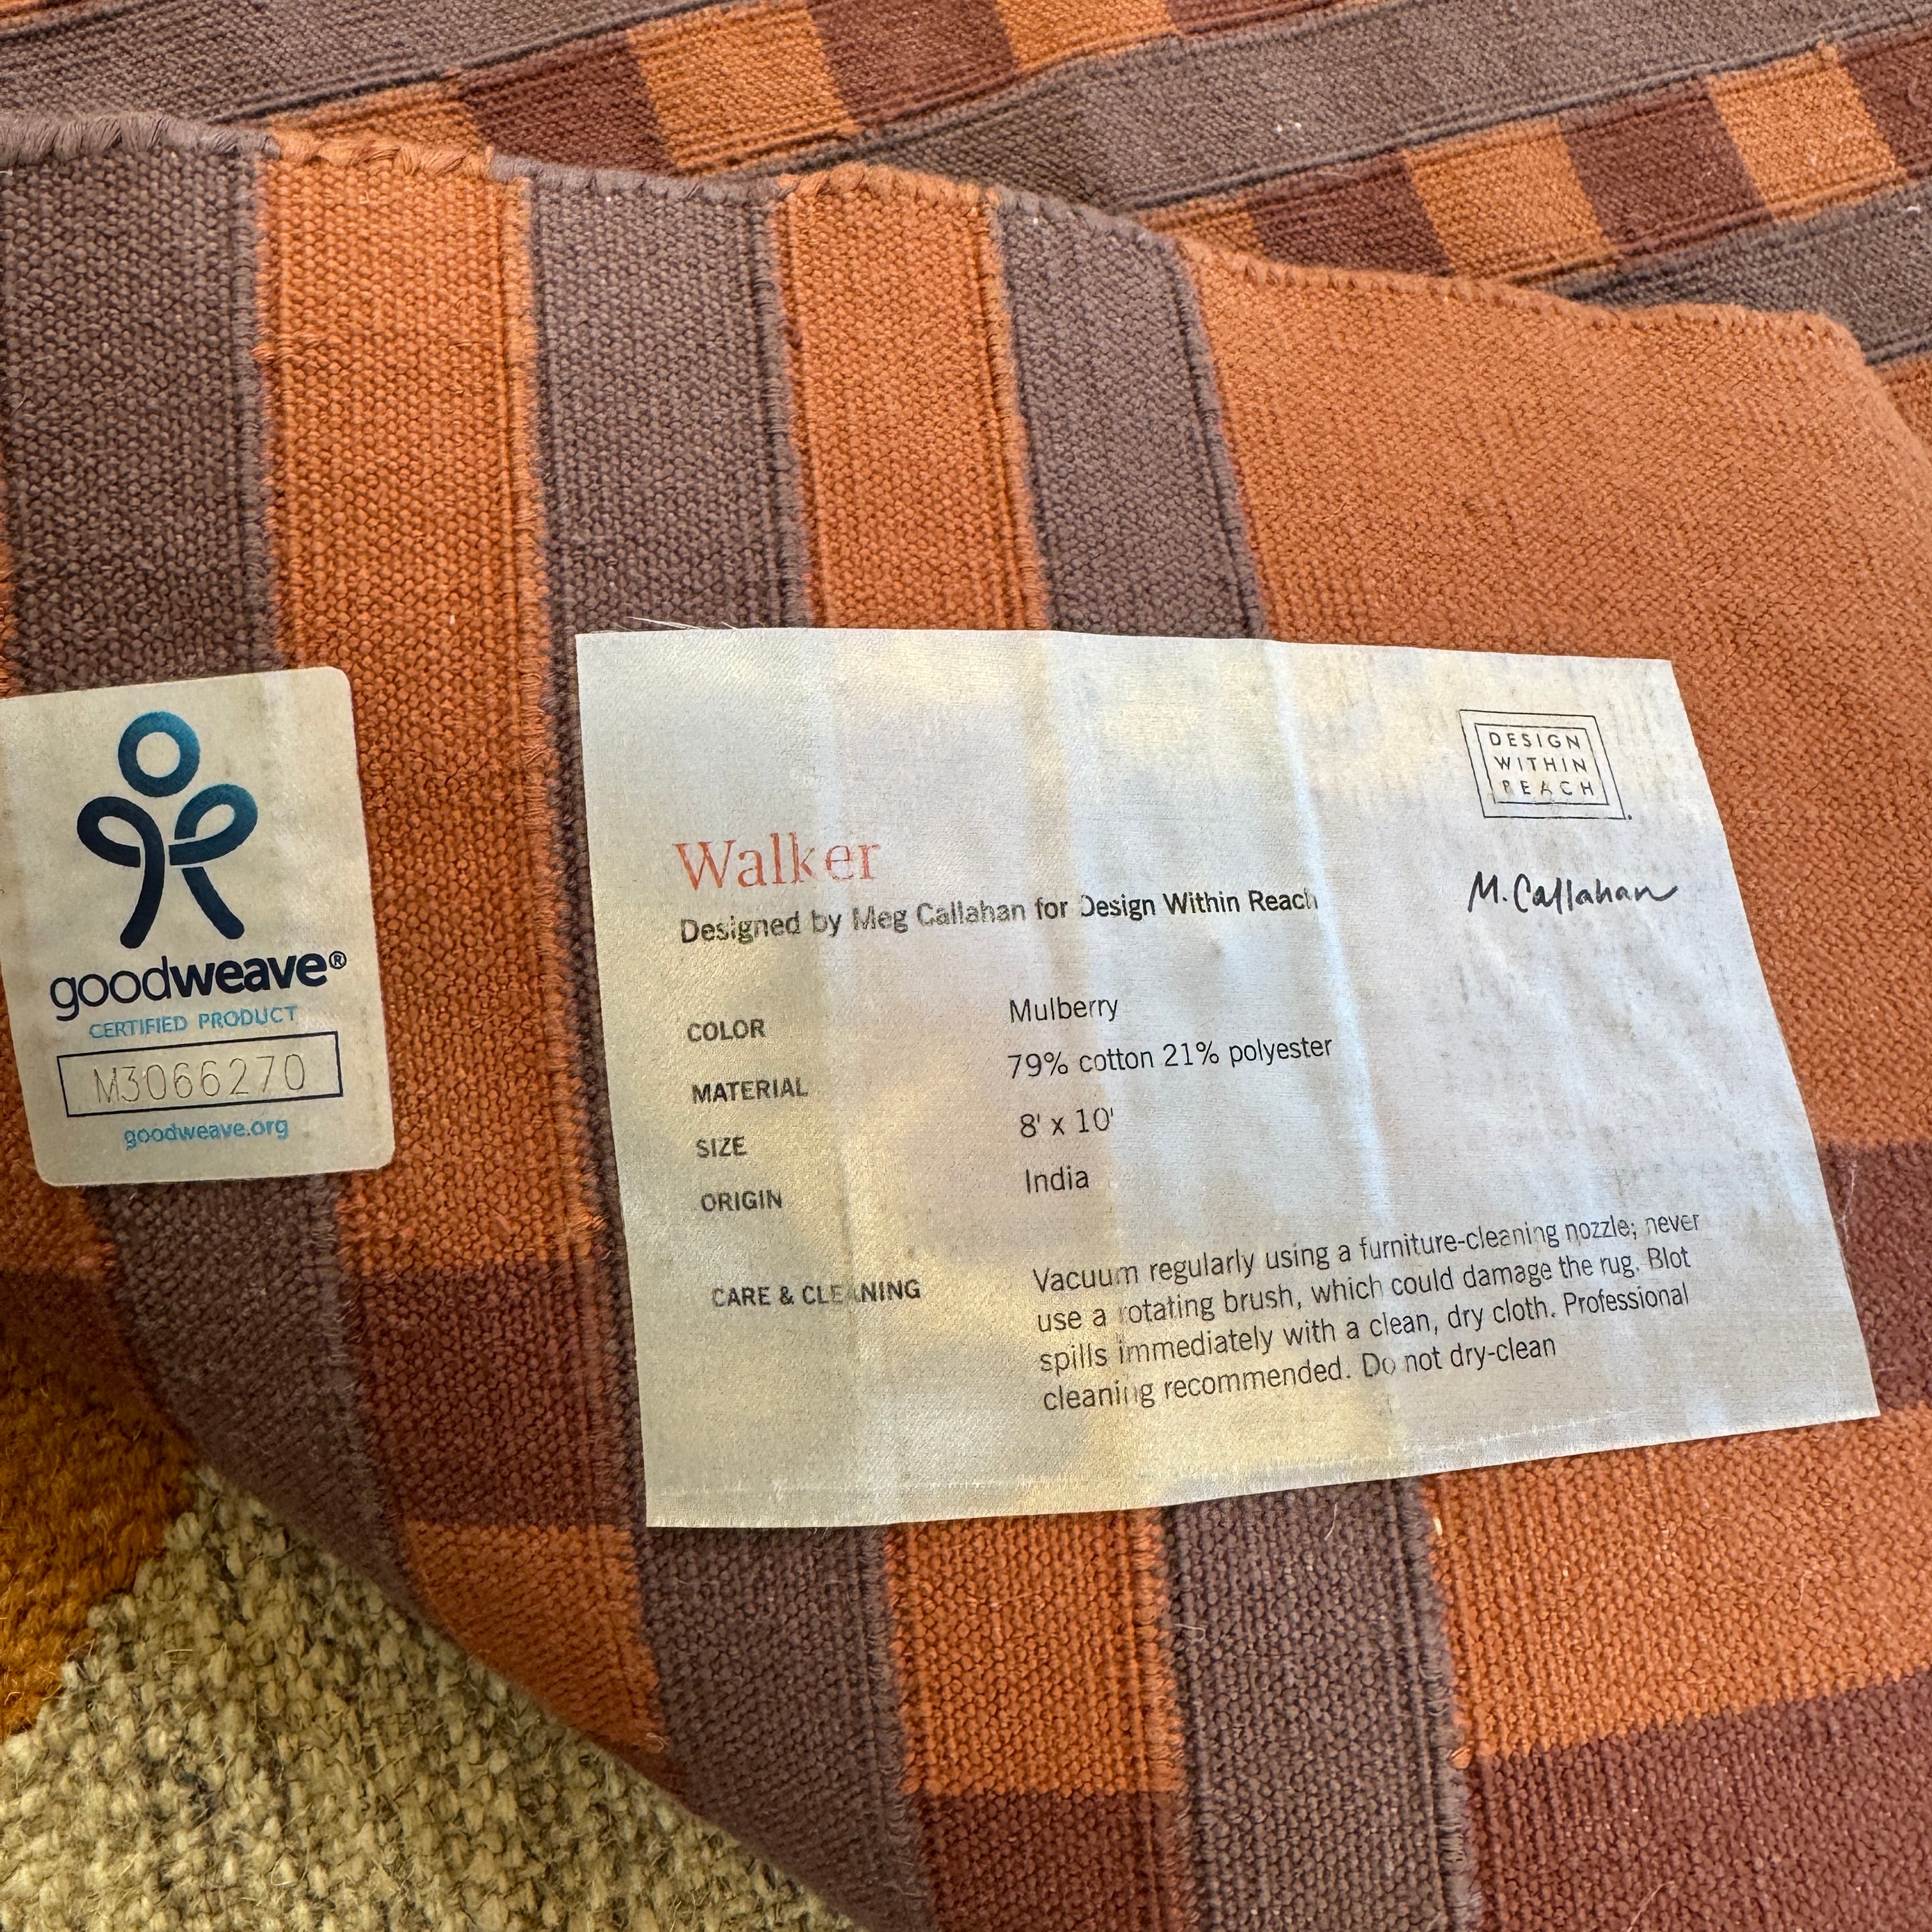 goodweave®
CERTIFIED PRODUCT
M3066270
goodweave.org
DESIGN
WITHIN
REACH
M. Callahan
Walker
Designed by Meg Callahan for Design Within Reach
COLOR Mulberry
MATERIAL 79% cotton 21% polyester
SIZE 8' x 10'
ORIGIN India
CARE & CLEANING Vacuum regularly using a furniture-cleaning nozzle; never
use a rotating brush, which could damage the rug. Blot
spills immediately with a clean, dry cloth. Professional
cleaning recommended. Do not dry-clean